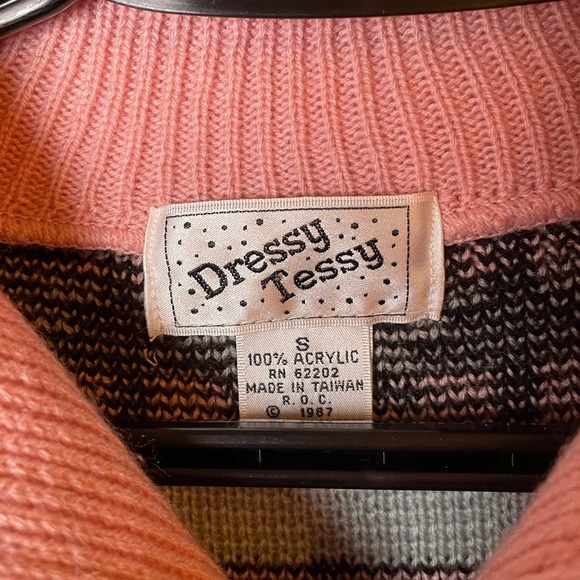 Dressy
Tessy
S
100% ACRYLIC
RN 62202
MADE IN TAIWAN
R.O.C.
© 1987